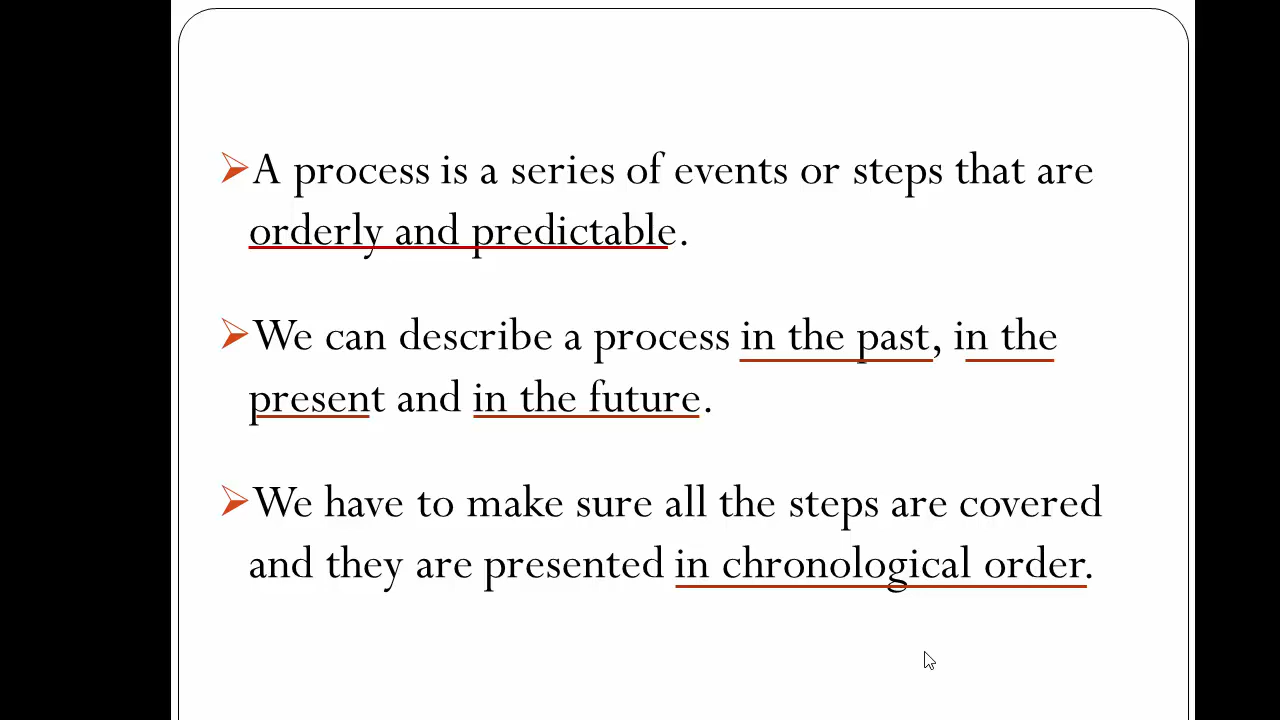 A process is a series of events or steps that are
orderly and predictable.
We can describe a process in the past, in the
present and in the future.
We have to make sure all the steps are covered
and they are presented in chronological order.